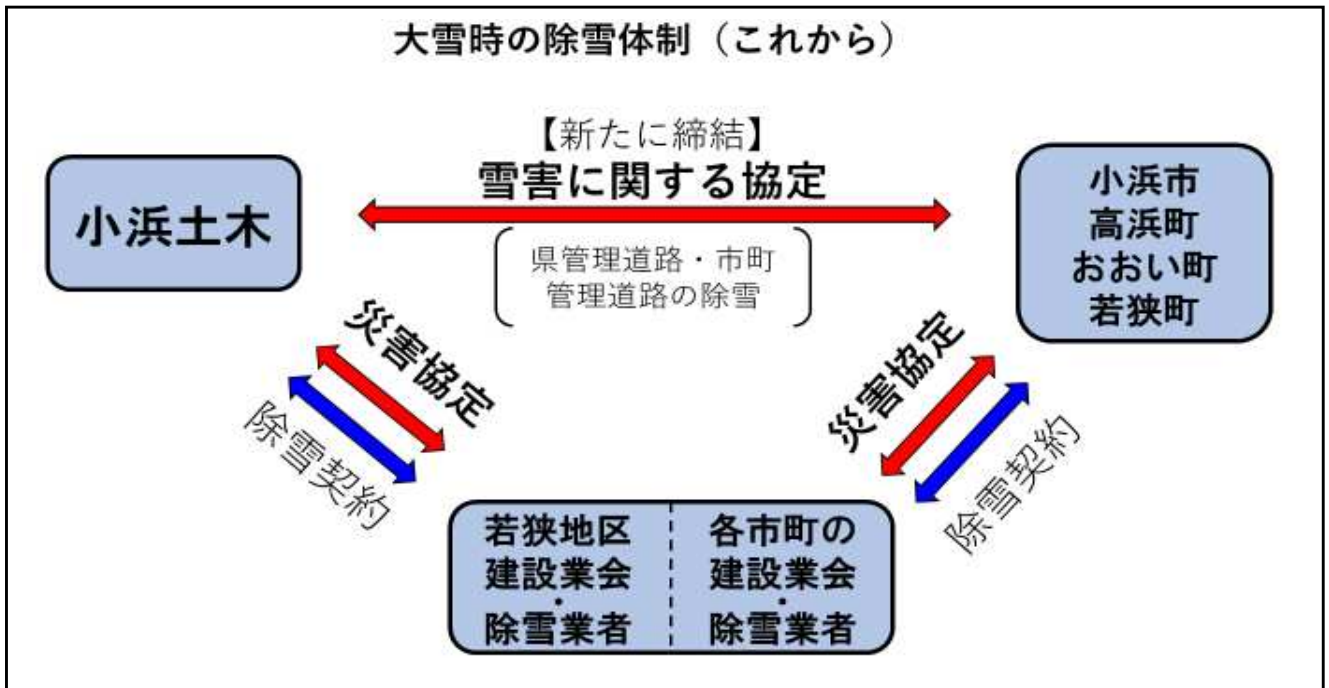 大雪時の除雪体制（これから）
【新たに締結】
雪害に関する協定
小浜土木
県管理道路・市町
管理道路の除雪
小浜市
高浜町
おおい町
若狭町
災害協定
除雪契約
災害協定
除雪契約
若狭地区
建設業会
・
除雪業者
各市町の
建設業会
・
除雪業者